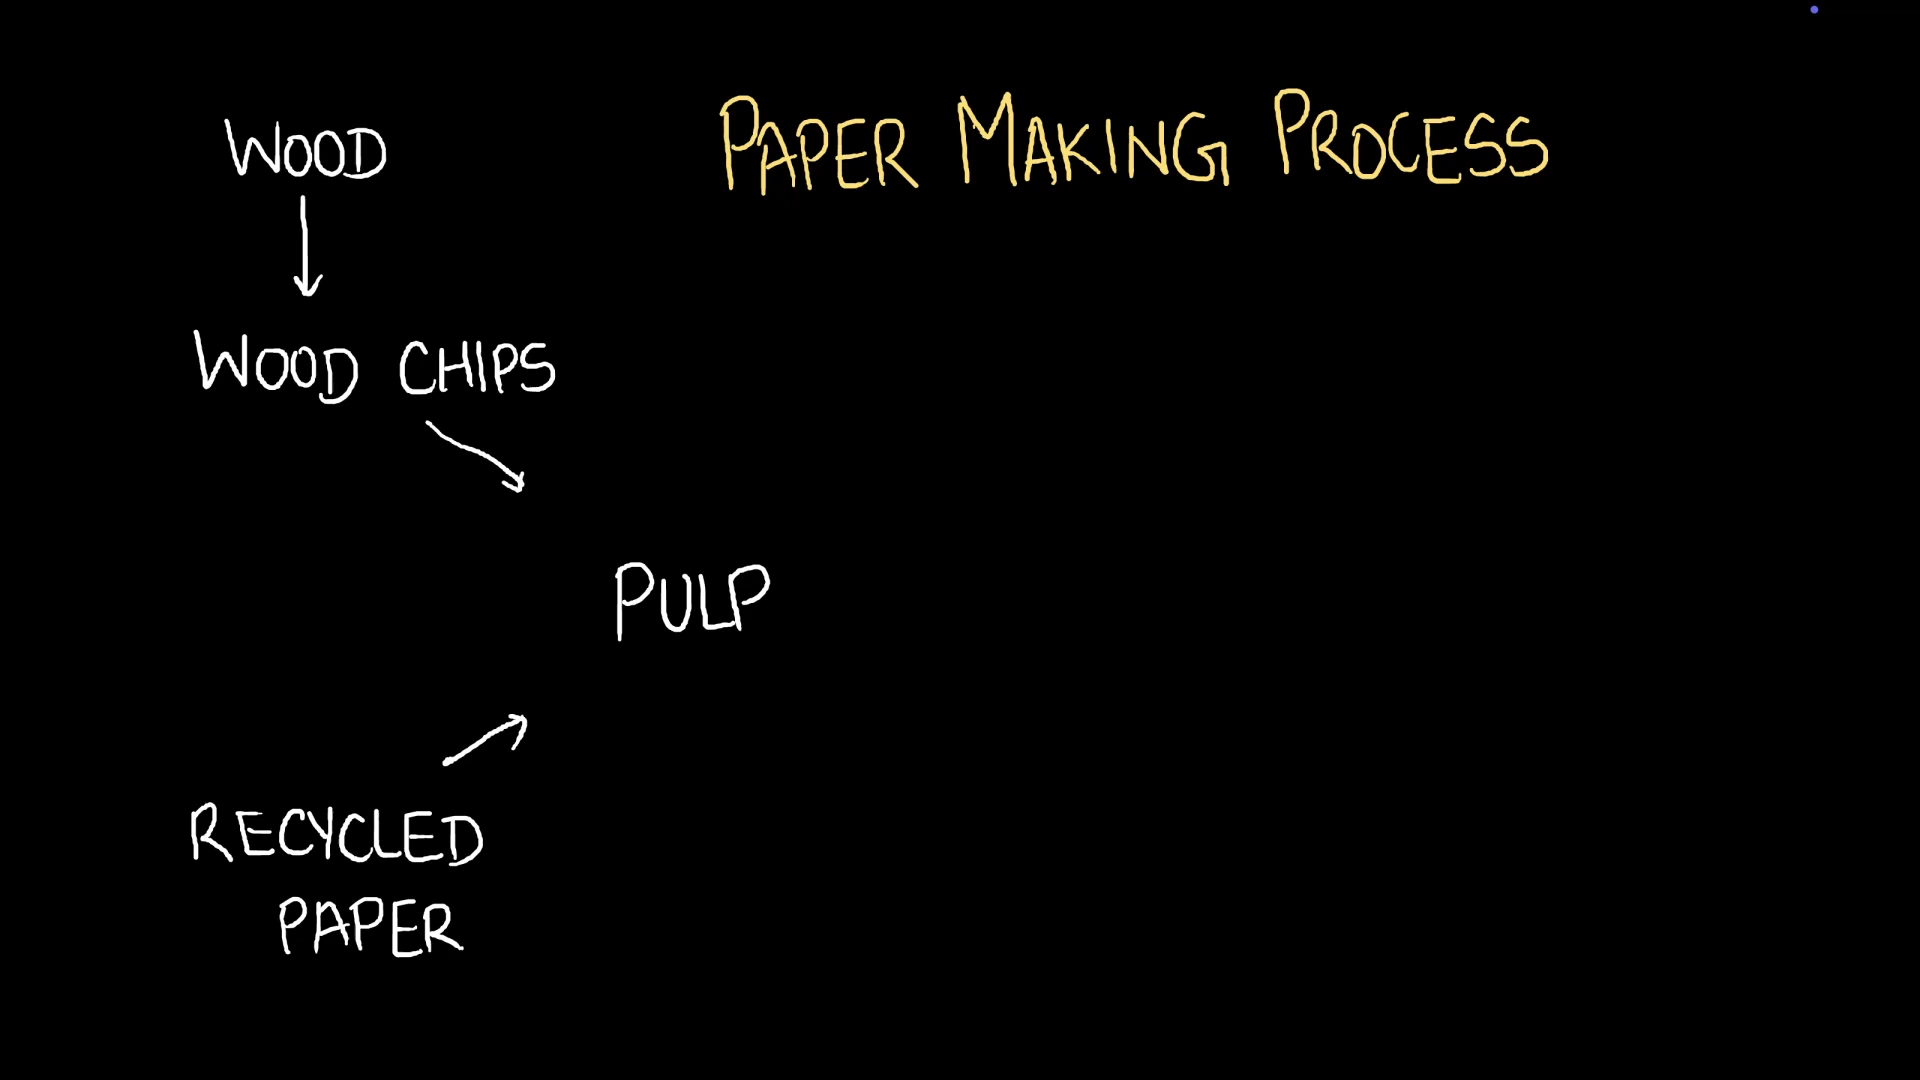 PAPER MAKING PROCESS
WOOD
WOOD CHIPS
PULP
RECYCLED
PAPER